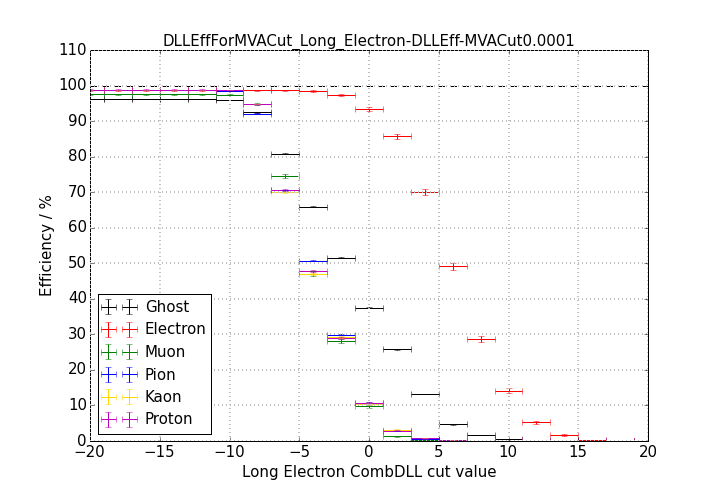 DLLEffForMVACut_Long_Electron-DLLEff-MVACut0.0001
110
100
90
80
70
60
50
40
30
20
10
0
Efficiency / %
Ghost
Electron
Muon
Pion
Kaon
Proton
−20 −15 −10 −5 0 5 10 15 20
Long Electron CombDLL cut value